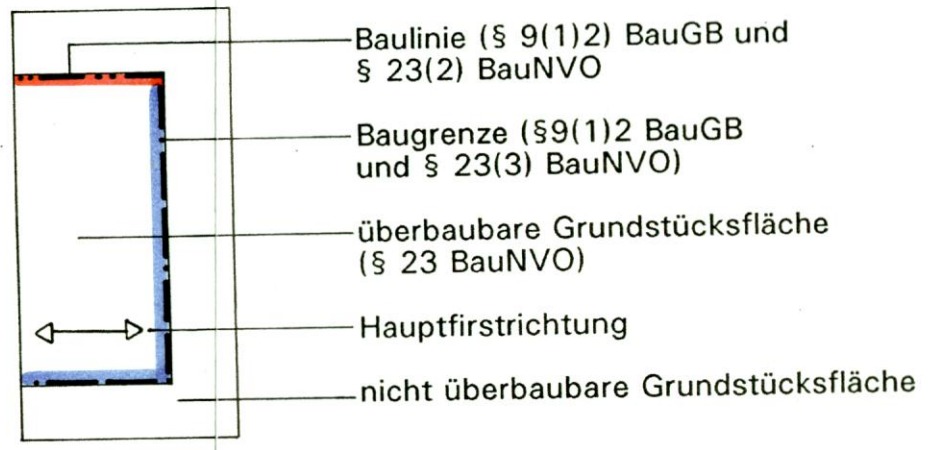 Baulinie (§ 9(1)2) BauGB und
§ 23(2) BauNVO
Baugrenze (§9(1)2 BauGB
und § 23(3) BauNVO)
überbaubare Grundstücksfläche
(§ 23 BauNVO)
Hauptfirstrichtung
nicht überbaubare Grundstücksfläche